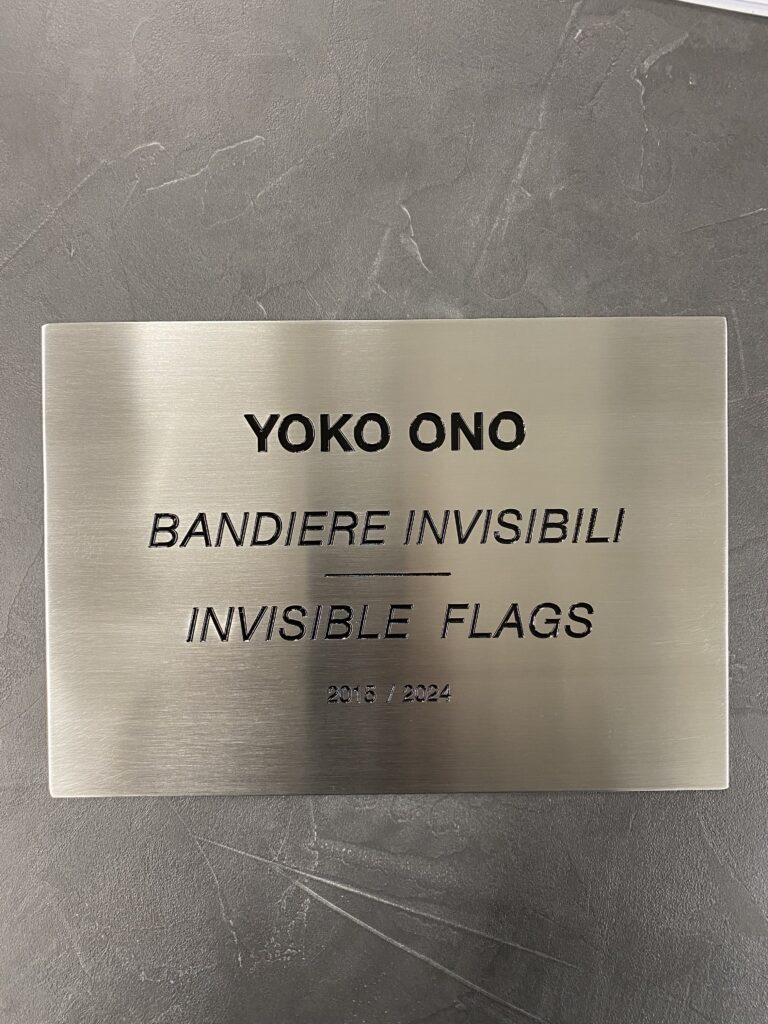 YOKO ONO
BANDIERE INVISIBILI
INVISIBLE FLAGS
2015 / 2024